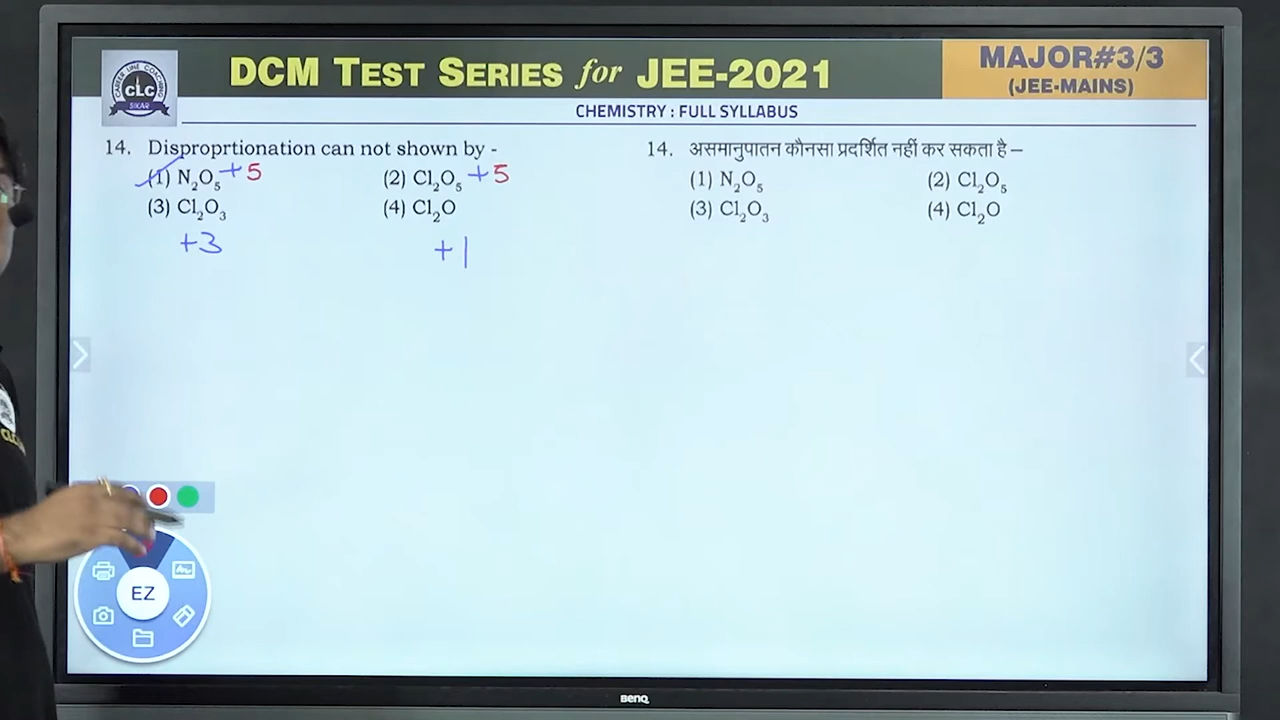 CAREER LINE COACHING
CLC
SIKAR
DCM TEST SERIES for JEE-2021
MAJOR#3/3
(JEE-MAINS)
CHEMISTRY : FULL SYLLABUS
14. Disproprtionation can not shown by -
(1) N₂O₅ +5 (2) Cl₂O₅ +5
(3) Cl₂O₃ (4) Cl₂O
+3 +1
14. असमानुपातन कौनसा प्रदर्शित नहीं कर सकता है –
(1) N₂O₅ (2) Cl₂O₅
(3) Cl₂O₃ (4) Cl₂O
EZ
BenQ